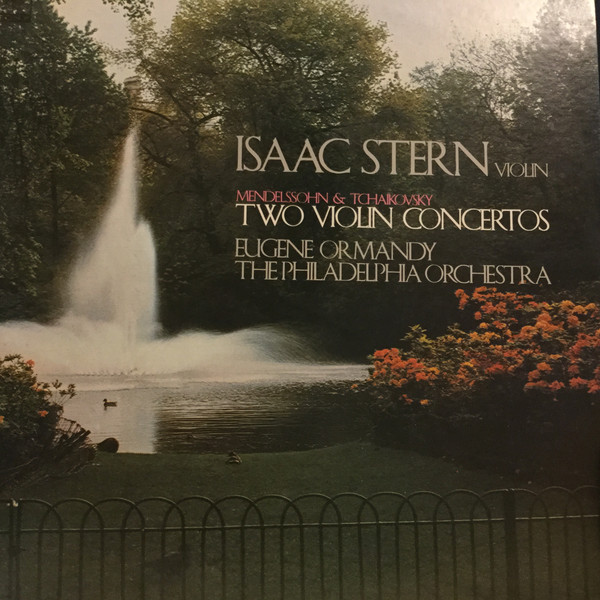 ISAAC STERN VIOLIN
MENDELSSOHN & TCHAIKOVSKY
TWO VIOLIN CONCERTOS
EUGENE ORMANDY
THE PHILADELPHIA ORCHESTRA